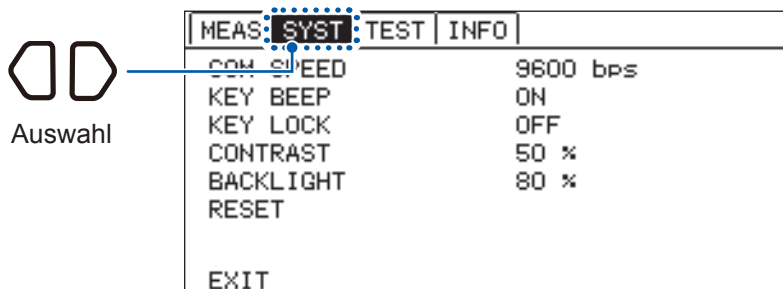 MEAS SYST TEST INFO
COM SPEED 9600 bps
KEY BEEP ON
KEY LOCK OFF
CONTRAST 50 %
BACKLIGHT 80 %
RESET
EXIT
Auswahl